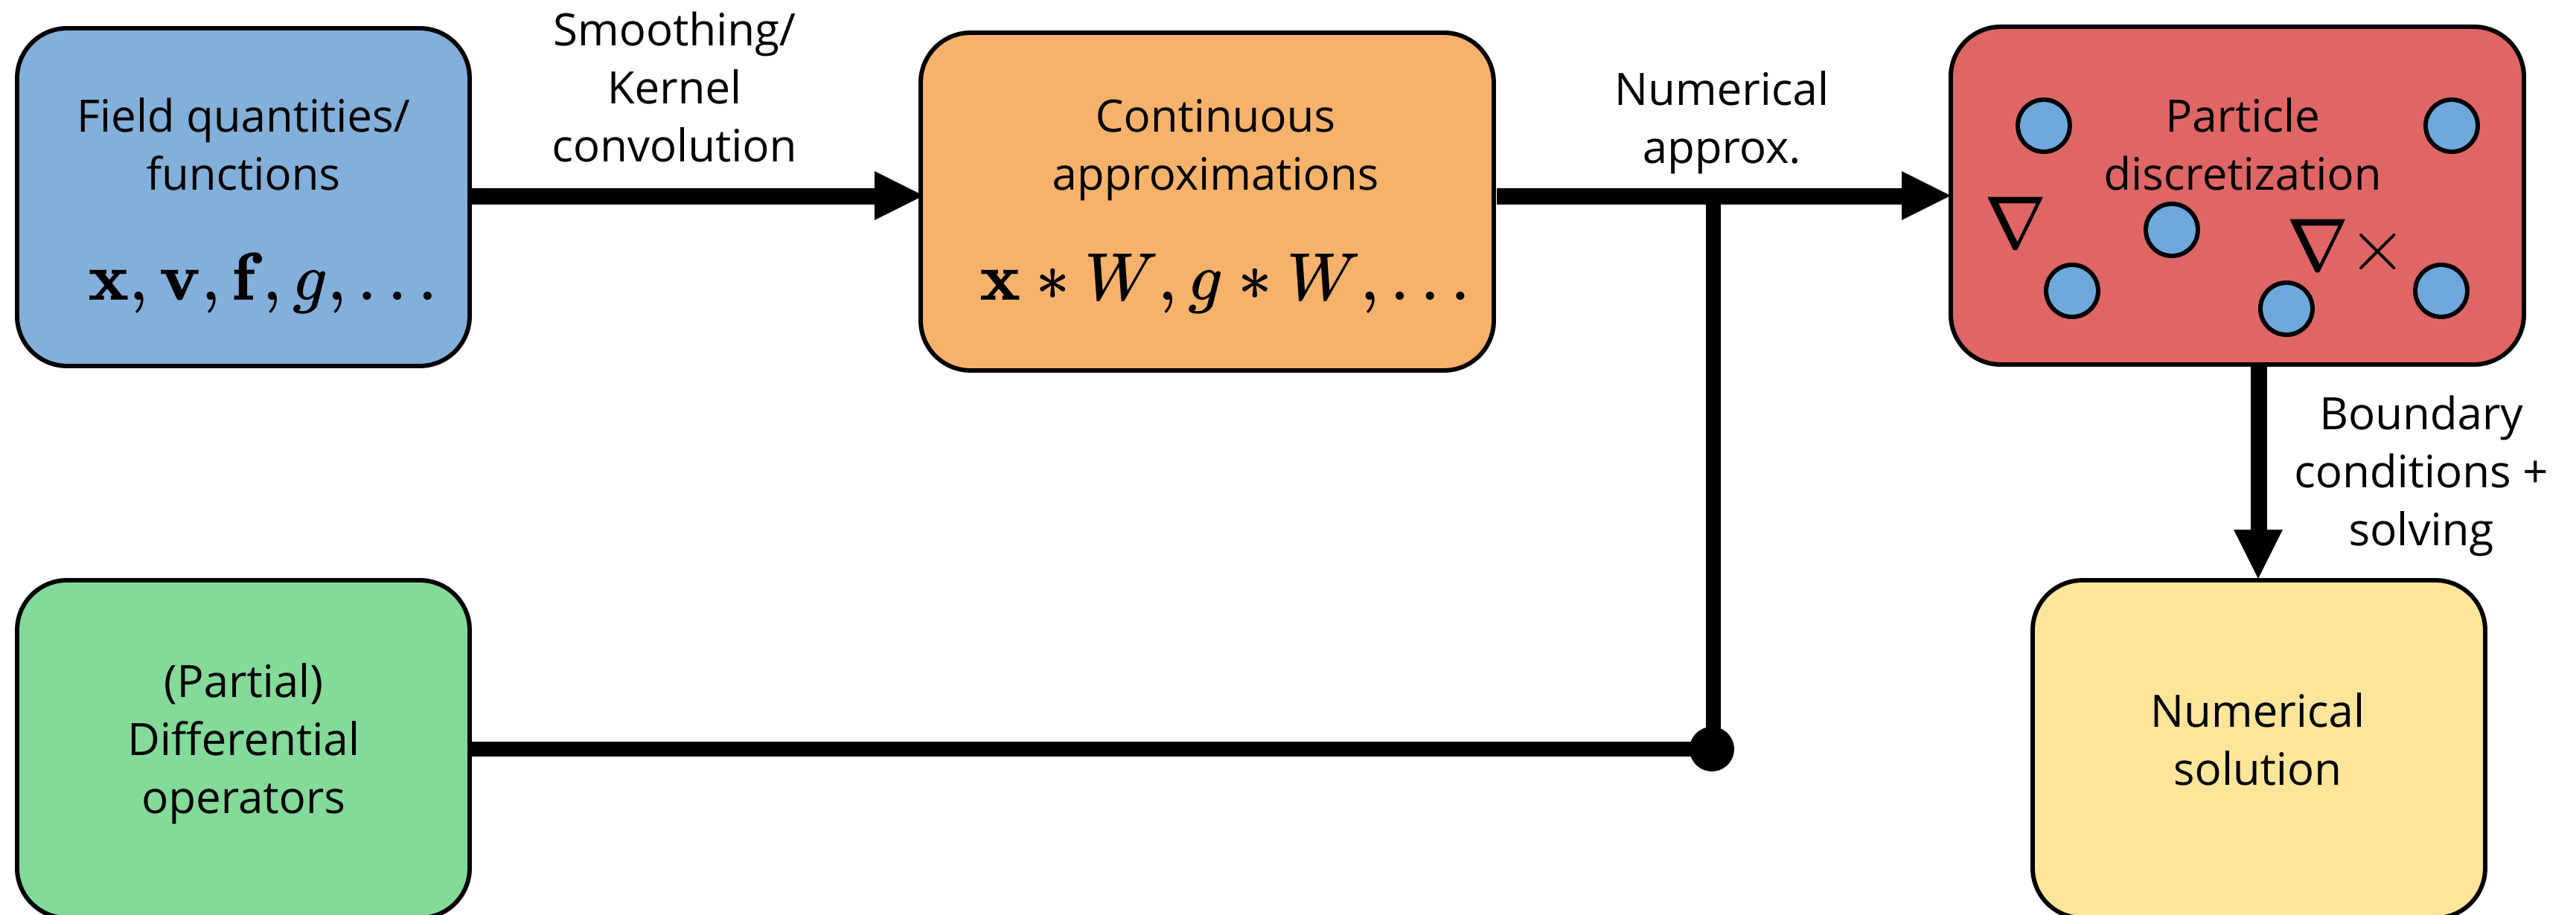 Field quantities/
functions
x, v, f, g, ...
Smoothing/
Kernel
convolution
Continuous
approximations
x * W, g * W, ...
Numerical
approx.
Particle
discretization
∇
∇ ×
Boundary
conditions +
solving
(Partial)
Differential
operators
Numerical
solution